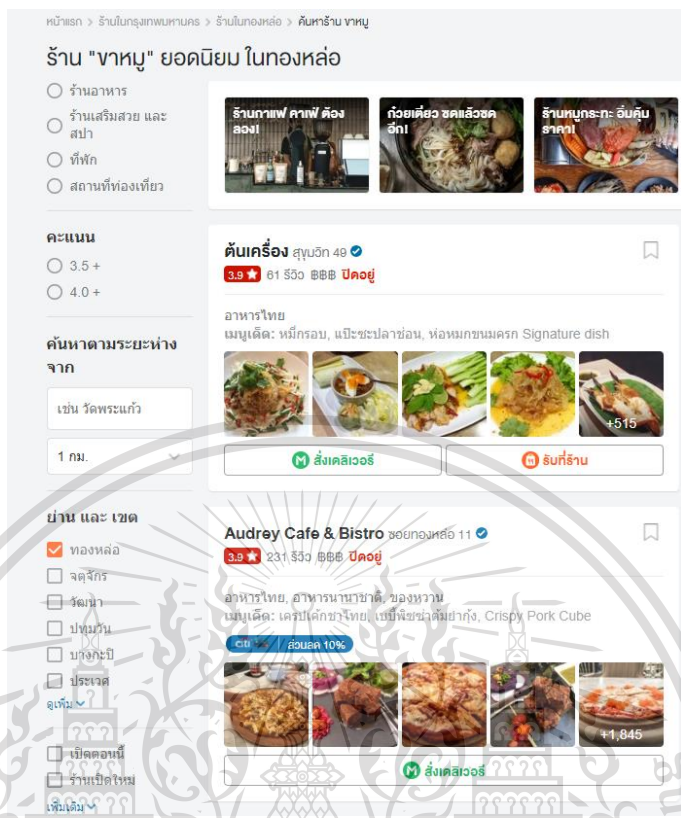 หน้าแรก > ร้านในกรุงเทพมหานคร > ร้านในทองหล่อ > ค้นหาร้าน ขาหมู
ร้าน "ขาหมู" ยอดนิยม ในทองหล่อ
ร้านอาหาร
ร้านเสริมสวย และ
สปา
ที่พัก
สถานที่ท่องเที่ยว
คะแนน
3.5 +
4.0 +
ค้นหาตามระยะห่าง
จาก
เช่น วัดพระแก้ว
1 กม.
ย่าน และ เขต
ทองหล่อ
จตุจักร
วัฒนา
ปทุมวัน
บางกะปิ
ประเวศ
ดูเพิ่ม
เปิดตอนนี้
ร้านเปิดใหม่
เพิ่มเติม
ร้านกาแฟ คาเฟ่ ต้อง
ลอง!
ก๋วยเตี๋ยว ซดแล้วซด
อีก!
ร้านหมูกระทะ อิ่มคุ้ม
ราคา!
ต้นเครื่อง สุขุมวิท 49
3.9 ★ 61 รีวิว ฿฿฿ ปิดอยู่
อาหารไทย
เมนูเด็ด: หมี่กรอบ, แป๊ะซะปลาช่อน, ห่อหมกขนมครก Signature dish
+515
สั่งเดลิเวอรี
รับที่ร้าน
Audrey Cafe & Bistro ซอยทองหล่อ 11
3.9 ★ 231 รีวิว ฿฿฿ ปิดอยู่
อาหารไทย, อาหารนานาชาติ, ของหวาน
เมนูเด็ด: เครปเค้กชาไทย, เบบี้พิซซ่าต้มยำกุ้ง, Crispy Pork Cube
citi ส่วนลด 10%
+1,845
สั่งเดลิเวอรี